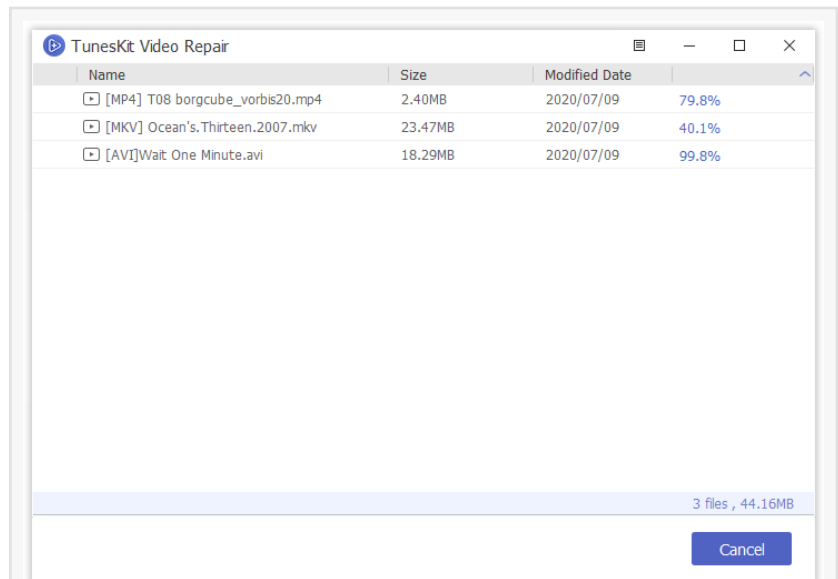 TunesKit Video Repair
Name Size Modified Date
[MP4] T08 borgcube_vorbis20.mp4 2.40MB 2020/07/09 79.8%
[MKV] Ocean's.Thirteen.2007.mkv 23.47MB 2020/07/09 40.1%
[AVI]Wait One Minute.avi 18.29MB 2020/07/09 99.8%
3 files , 44.16MB
Cancel